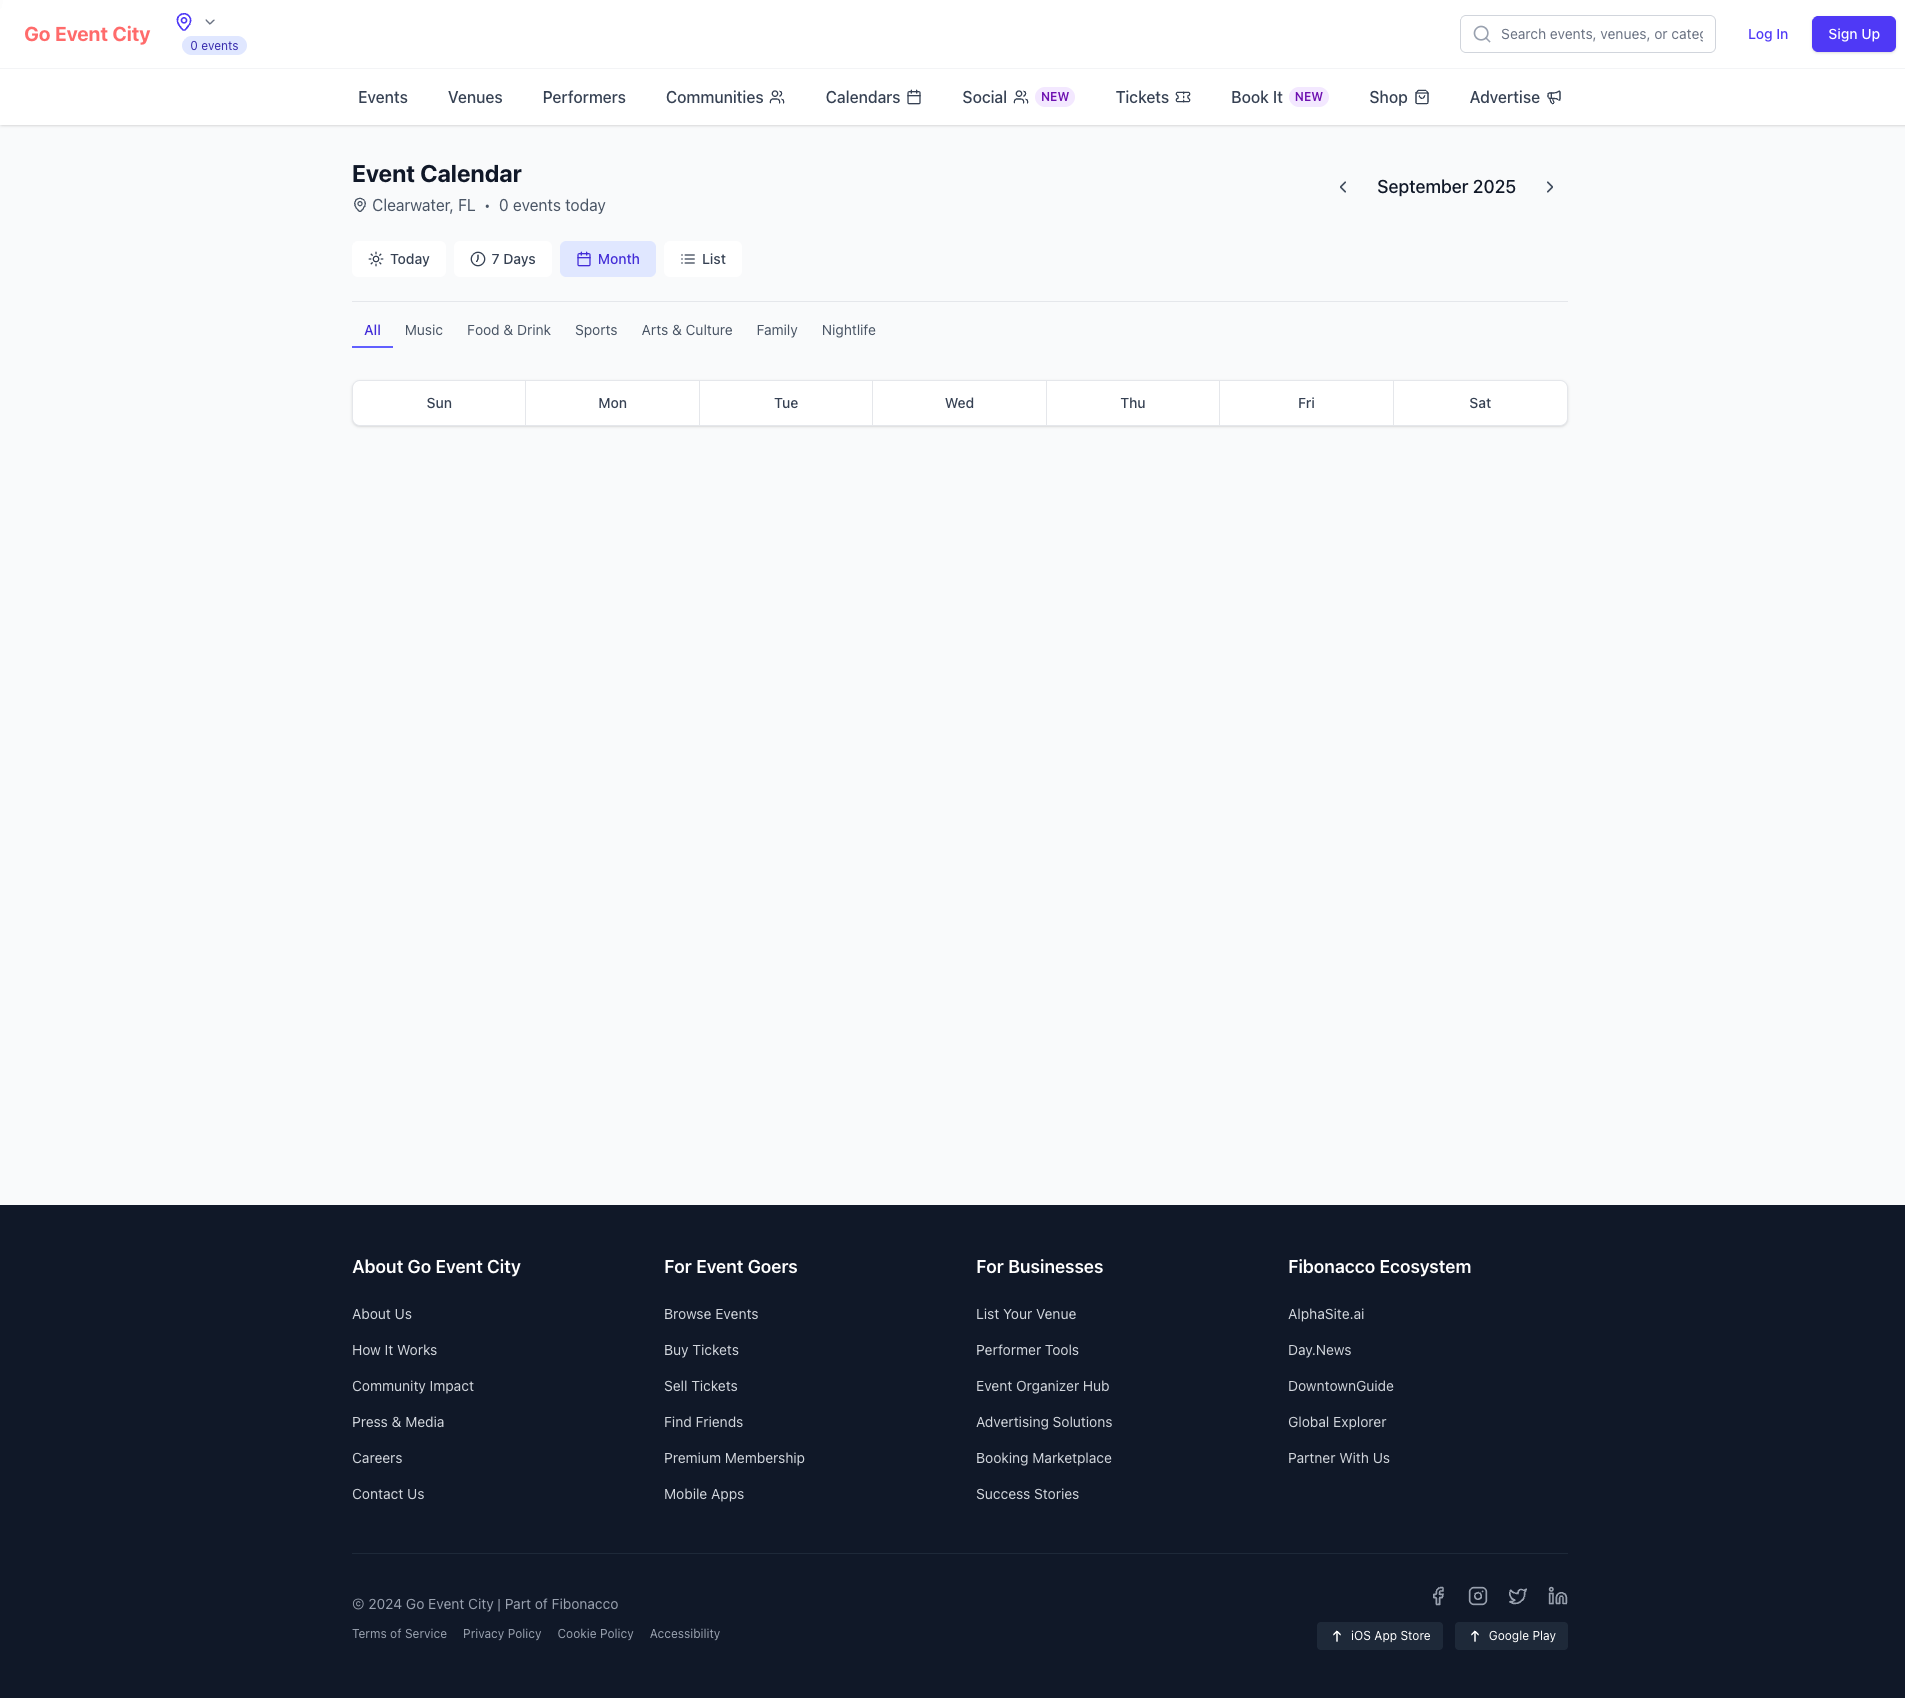 Go Event City
0 events
Search events, venues, or categ
Log In
Sign Up
Events
Venues
Performers
Communities
Calendars
Social NEW
Tickets
Book It NEW
Shop
Advertise
Event Calendar
Clearwater, FL • 0 events today
September 2025
Today
7 Days
Month
List
All
Music
Food & Drink
Sports
Arts & Culture
Family
Nightlife
Sun
Mon
Tue
Wed
Thu
Fri
Sat
About Go Event City
About Us
How It Works
Community Impact
Press & Media
Careers
Contact Us
For Event Goers
Browse Events
Buy Tickets
Sell Tickets
Find Friends
Premium Membership
Mobile Apps
For Businesses
List Your Venue
Performer Tools
Event Organizer Hub
Advertising Solutions
Booking Marketplace
Success Stories
Fibonacco Ecosystem
AlphaSite.ai
Day.News
DowntownGuide
Global Explorer
Partner With Us
© 2024 Go Event City | Part of Fibonacco
Terms of Service
Privacy Policy
Cookie Policy
Accessibility
iOS App Store
Google Play